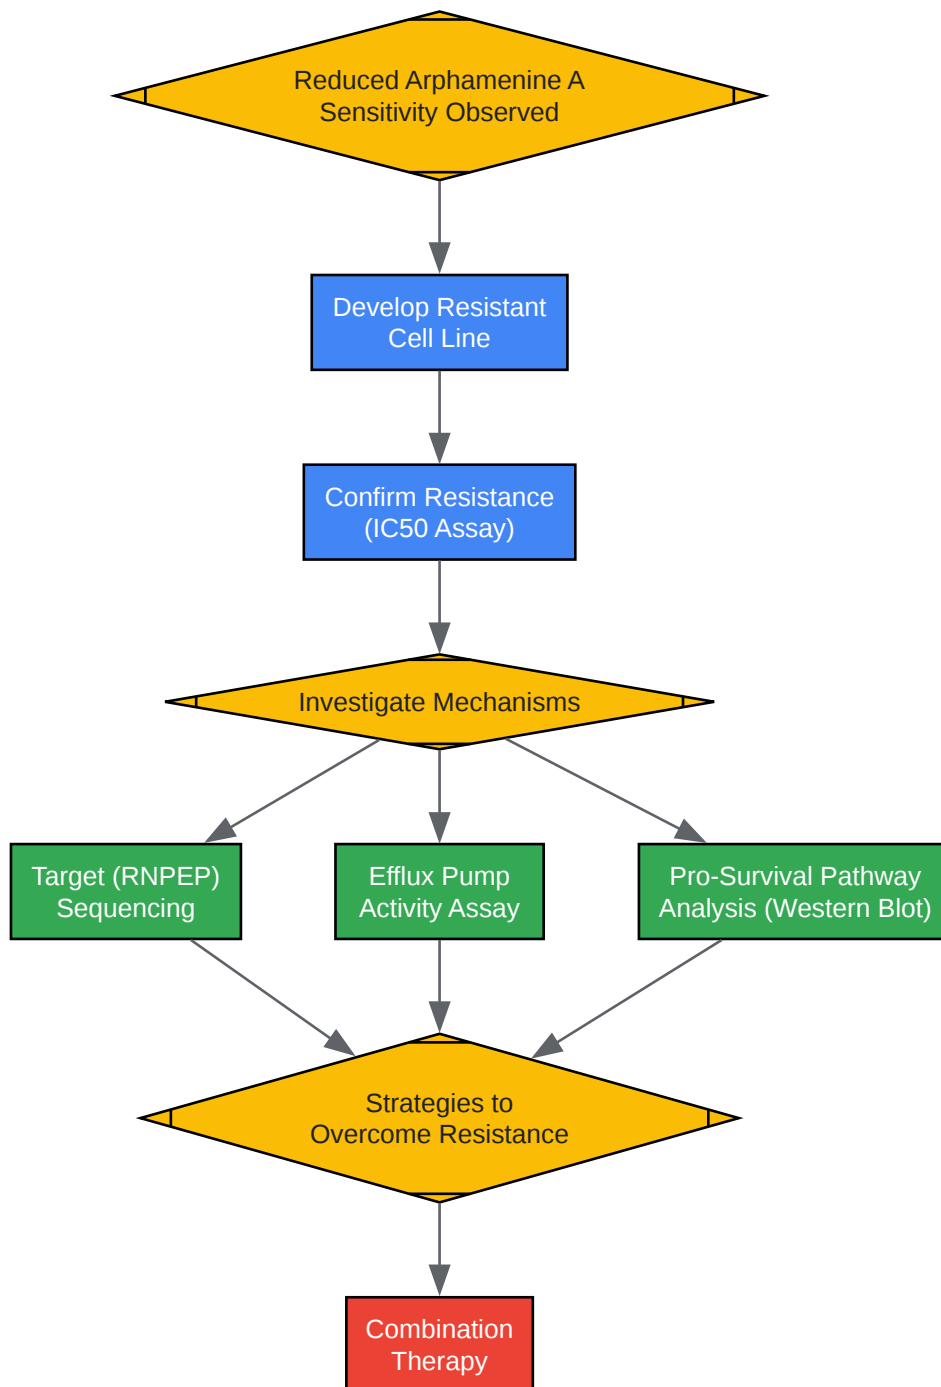 Reduced Arphamenine A
Sensitivity Observed
Develop Resistant
Cell Line
Confirm Resistance
(IC50 Assay)
Investigate Mechanisms
Target (RNPEP)
Sequencing
Efflux Pump
Activity Assay
Pro-Survival Pathway
Analysis (Western Blot)
Strategies to
Overcome Resistance
Combination
Therapy